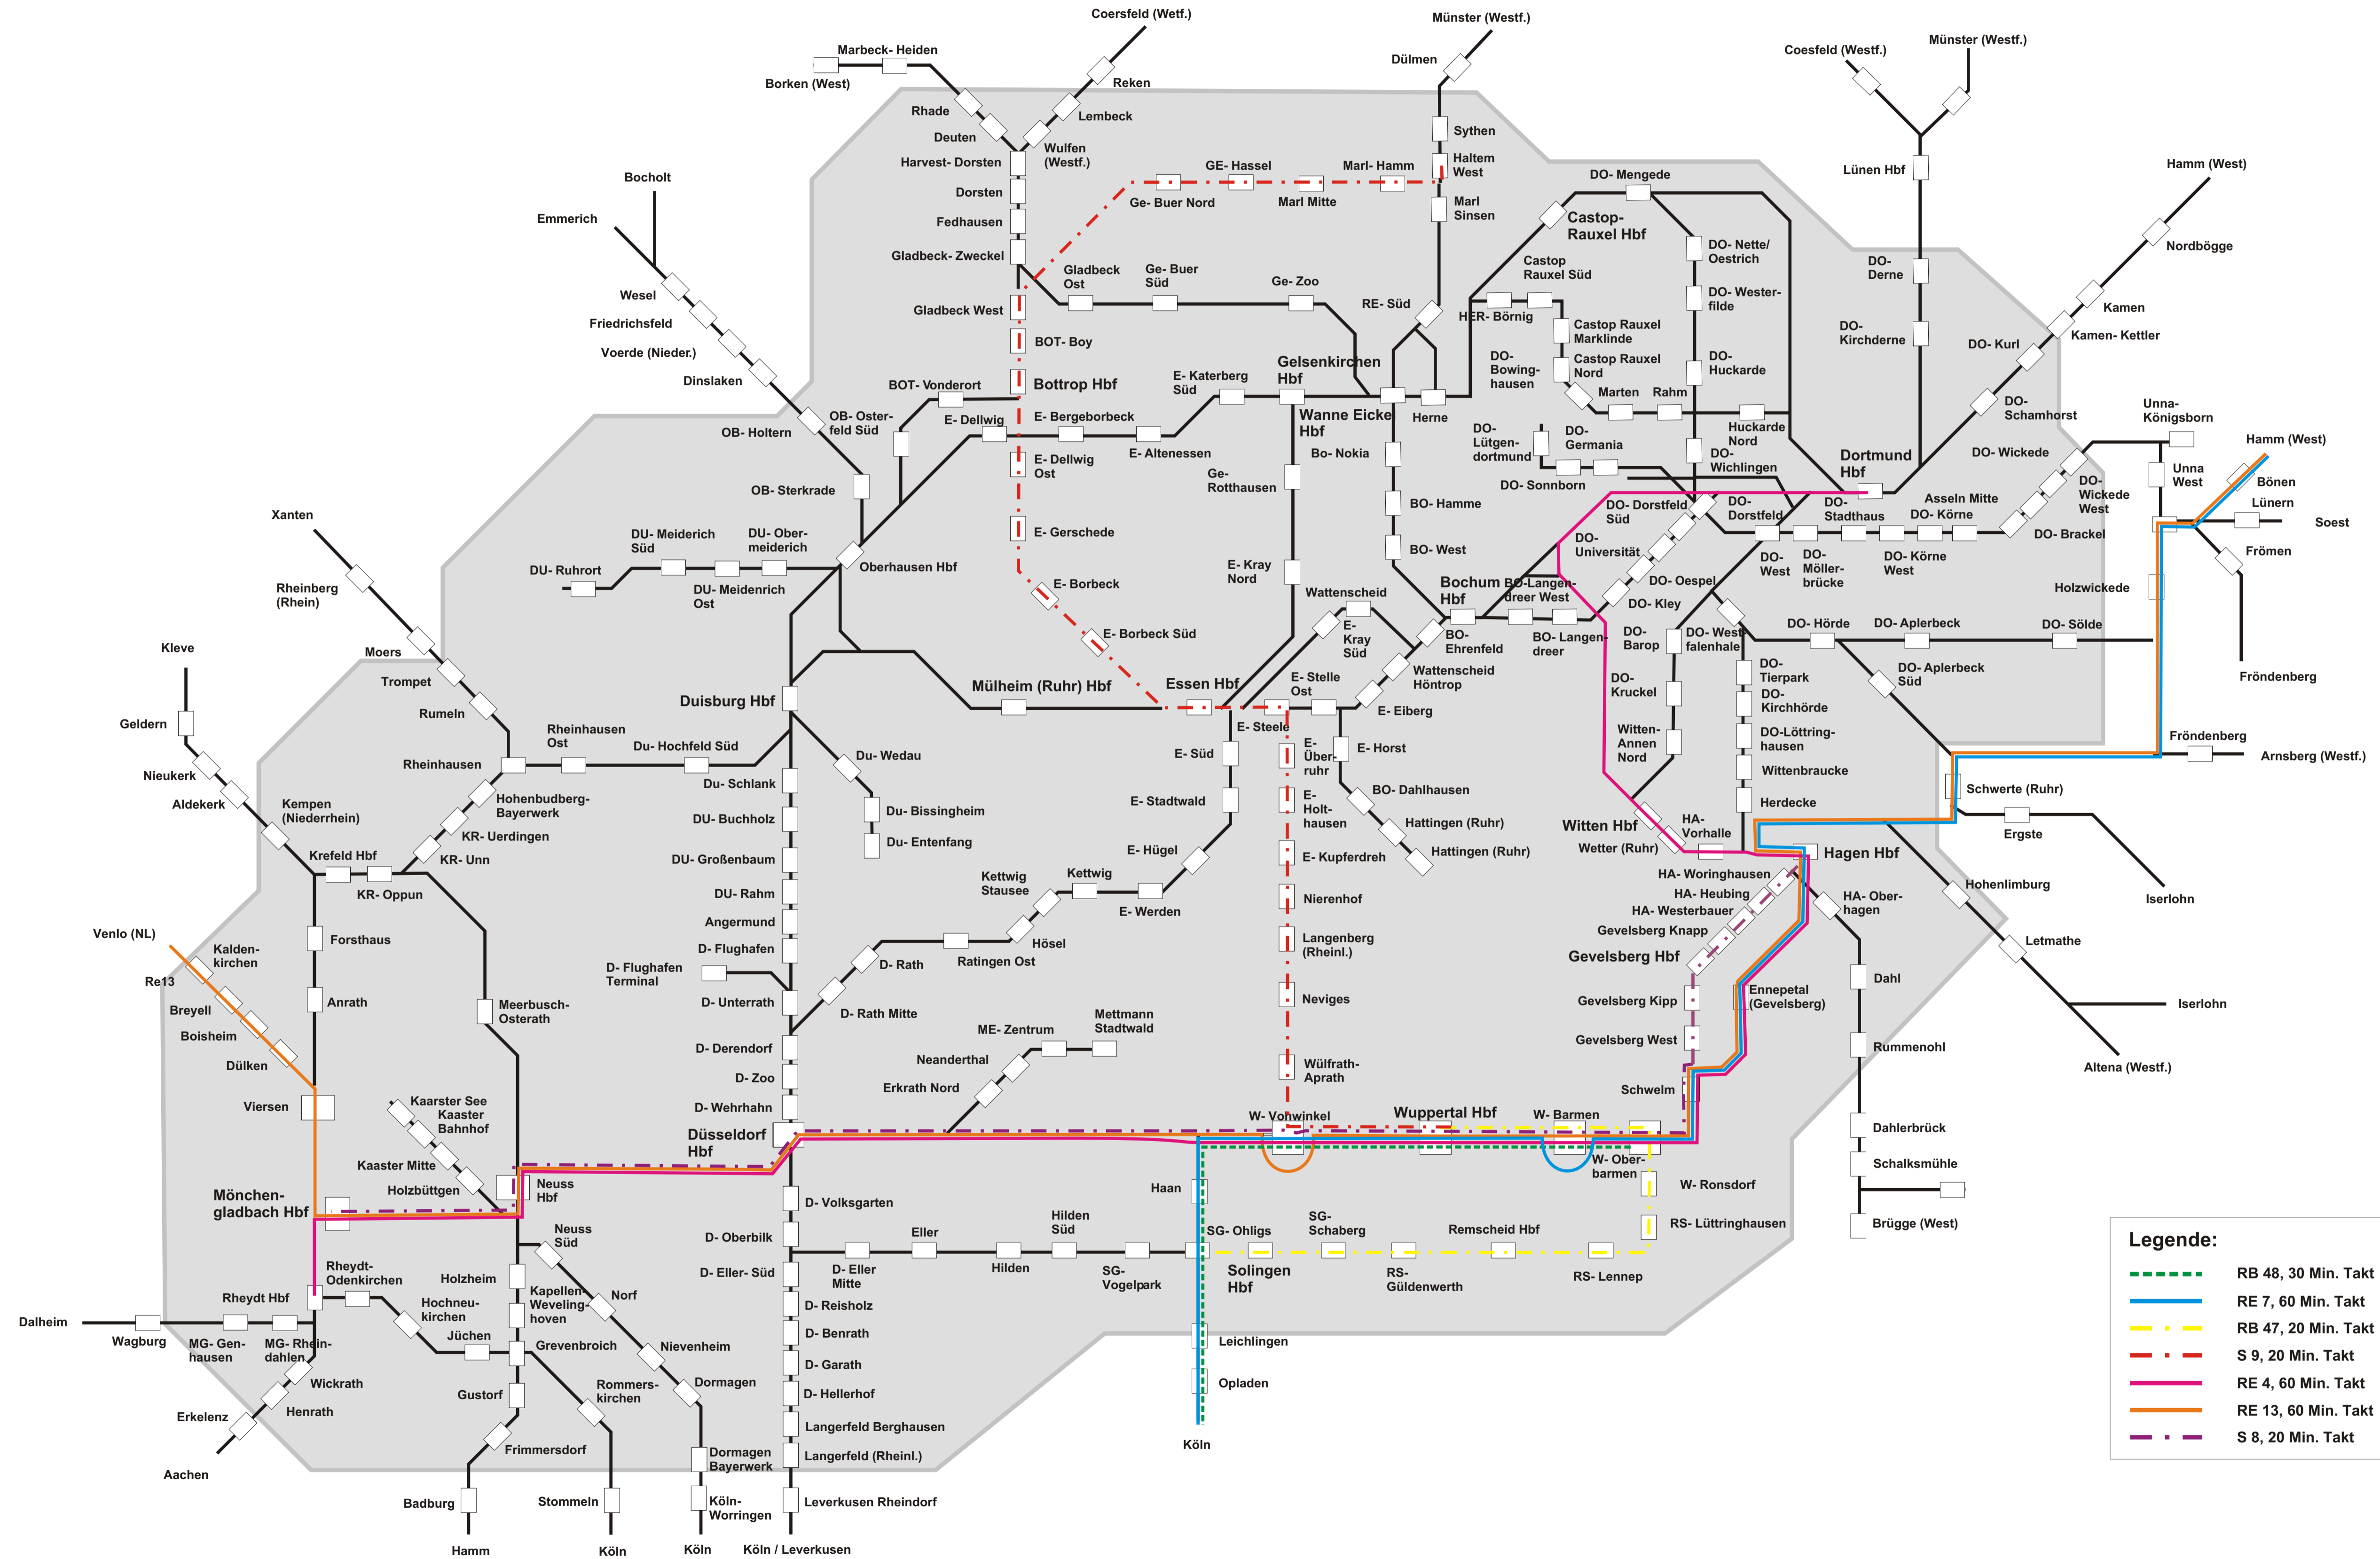 Coersfeld (Wetf.)
Münster (Westf.)
Marbeck- Heiden
Borken (West)
Reken
Dülmen
Coesfeld (Westf.)
Münster (Westf.)
Rhade
Lembeck
Deuten
Wulfen
(Westf.)
Harvest- Dorsten
Sythen
Haltem
West
GE- Hassel
Marl- Hamm
Lünen Hbf
Hamm (West)
Bocholt
DO- Mengede
Dorsten
Ge- Buer Nord
Marl Mitte
Marl
Sinsen
Emmerich
Fedhausen
Castop-
Rauxel Hbf
Gladbeck- Zweckel
DO- Nette/
Oestrich
Nordbögge
Gladbeck
Ost
Ge- Buer
Süd
Ge- Zoo
Castop
Rauxel Süd
DO-
Derne
Wesel
Gladbeck West
RE- Süd
HER- Börnig
DO- Wester-
filde
Kamen
Friedrichsfeld
BOT- Boy
Castop Rauxel
Marklinde
DO-
Kirchderne
Kamen- Kettler
Voerde (Nieder.)
DO- Kurl
Dinslaken
BOT- Vonderort
Bottrop Hbf
E- Katerberg
Süd
Gelsenkirchen
Hbf
DO-
Bowing-
hausen
Castop Rauxel
Nord
DO-
Huckarde
Marten
Rahm
DO-
Schamhorst
OB- Holtern
OB- Oster-
feld Süd
E- Dellwig
E- Bergeborbeck
Wanne Eickel
Hbf
Herne
Huckarde
Nord
Unna-
Königsborn
E- Dellwig
Ost
E- Altenessen
Bo- Nokia
DO-
Lütgen-
dortmund
DO-
Germania
DO-
Wichlingen
Dortmund
Hbf
DO- Wickede
Hamm (West)
OB- Sterkrade
Ge-
Rotthausen
DO- Sonnborn
DO-
Wickede
West
Unna
West
Bönen
Xanten
BO- Hamme
DO- Dorstfeld
Süd
DO-
Dorstfeld
DO-
Stadthaus
Asseln Mitte
DO- Körne
Lünern
Soest
DU- Meiderich
Süd
DU- Ober-
meiderich
E- Gerschede
BO- West
DO-
Universität
DO-
West
DO-
Möller-
brücke
DO- Körne
West
DO- Brackel
Frömen
DU- Ruhrort
DU- Meidenrich
Ost
Oberhausen Hbf
E- Kray
Nord
Rheinberg
(Rhein)
E- Borbeck
Wattenscheid
Bochum
Hbf
BO-Langen-
dreer West
DO- Oespel
DO- Kley
Holzwickede
E- Borbeck Süd
E-
Kray
Süd
BO-
Ehrenfeld
BO- Langen-
dreer
DO-
Barop
DO- West-
falenhale
DO- Hörde
DO- Aplerbeck
DO- Sölde
Kleve
Moers
Trompet
Wattenscheid
Höntrop
DO-
Tierpark
DO- Aplerbeck
Süd
Fröndenberg
Rumeln
Duisburg Hbf
Mülheim (Ruhr) Hbf
Essen Hbf
E- Stelle
Ost
E- Eiberg
DO-
Kruckel
DO-
Kirchhörde
Geldern
Rheinhausen
Ost
E- Steele
Witten-
Annen
Nord
DO-Löttring-
hausen
Fröndenberg
Du- Hochfeld Süd
Du- Wedau
E- Süd
E-
Über-
ruhr
E- Horst
Arnsberg (Westf.)
Nieukerk
Rheinhausen
Du- Schlank
BO- Dahlhausen
Wittenbraucke
Schwerte (Ruhr)
Aldekerk
Hohenbudberg-
Bayerwerk
Du- Bissingheim
E- Stadtwald
E-
Holt-
hausen
Hattingen (Ruhr)
Herdecke
Kempen
(Niederrhein)
DU- Buchholz
Witten Hbf
HA-
Vorhalle
Ergste
KR- Uerdingen
Du- Entenfang
E- Hügel
E- Kupferdreh
Hattingen (Ruhr)
Wetter (Ruhr)
Hagen Hbf
Krefeld Hbf
KR- Unn
DU- Großenbaum
Kettwig
Stausee
Kettwig
HA- Woringhausen
Hohenlimburg
KR- Oppun
DU- Rahm
Nierenhof
HA- Heubing
HA- Ober-
hagen
Iserlohn
Angermund
E- Werden
HA- Westerbauer
Venlo (NL)
Forsthaus
D- Flughafen
Hösel
Langenberg
(Rheinl.)
Gevelsberg Knapp
Letmathe
Kalden-
kirchen
D- Flughafen
Terminal
D- Rath
Ratingen Ost
Gevelsberg Hbf
Re13
Dahl
Anrath
Meerbusch-
Osterath
D- Unterrath
D- Rath Mitte
Neviges
Gevelsberg Kipp
Ennepetal
(Gevelsberg)
Iserlohn
Breyell
ME- Zentrum
Mettmann
Stadtwald
Boisheim
D- Derendorf
Neanderthal
Gevelsberg West
Rummenohl
Dülken
D- Zoo
Erkrath Nord
Wülfrath-
Aprath
Schwelm
Altena (Westf.)
Viersen
Kaarster See
Kaaster
Bahnhof
D- Wehrhahn
W- Vohwinkel
Wuppertal Hbf
W- Barmen
Düsseldorf
Hbf
Dahlerbrück
Kaaster Mitte
W- Ober-
barmen
Schalksmühle
Holzbüttgen
Neuss
Hbf
Haan
W- Ronsdorf
Mönchen-
gladbach Hbf
D- Volksgarten
Neuss
Süd
Hilden
Süd
SG- Ohligs
SG-
Schaberg
Remscheid Hbf
RS- Lüttringhausen
Brügge (West)
D- Oberbilk
Eller
Legende:
Rheydt-
Odenkirchen
Holzheim
D- Eller- Süd
D- Eller
Mitte
Hilden
SG-
Vogelpark
Solingen
Hbf
RS-
Güldenwerth
RS- Lennep
RB 48, 30 Min. Takt
Rheydt Hbf
Hochneu-
kirchen
Kapellen-
Weveling-
hoven
Norf
D- Reisholz
RE 7, 60 Min. Takt
Dalheim
Wagburg
MG- Gen-
hausen
MG- Rhein-
dahlen
Jüchen
Grevenbroich
Nievenheim
D- Benrath
Leichlingen
RB 47, 20 Min. Takt
D- Garath
S 9, 20 Min. Takt
Wickrath
Gustorf
Rommers-
kirchen
Dormagen
D- Hellerhof
Opladen
RE 4, 60 Min. Takt
Erkelenz
Henrath
Langerfeld Berghausen
RE 13, 60 Min. Takt
Frimmersdorf
Dormagen
Bayerwerk
Langerfeld (Rheinl.)
Köln
S 8, 20 Min. Takt
Aachen
Badburg
Stommeln
Köln-
Worringen
Leverkusen Rheindorf
Hamm
Köln
Köln
Köln / Leverkusen